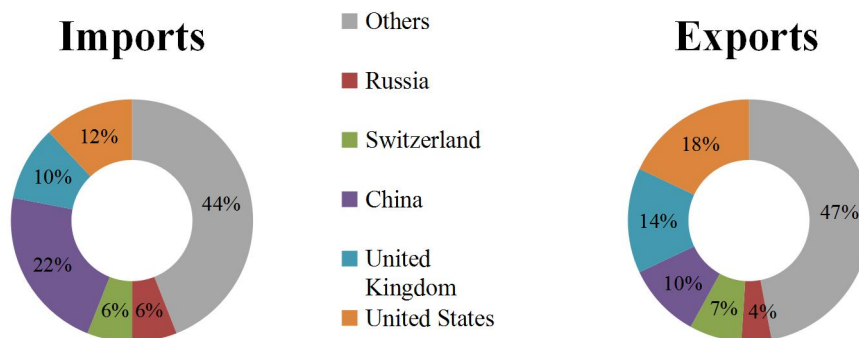 Imports
Exports
Others
Russia
Switzerland
China
United
Kingdom
United States
12%
10%
44%
22%
6%
6%
18%
14%
47%
10%
7%
4%